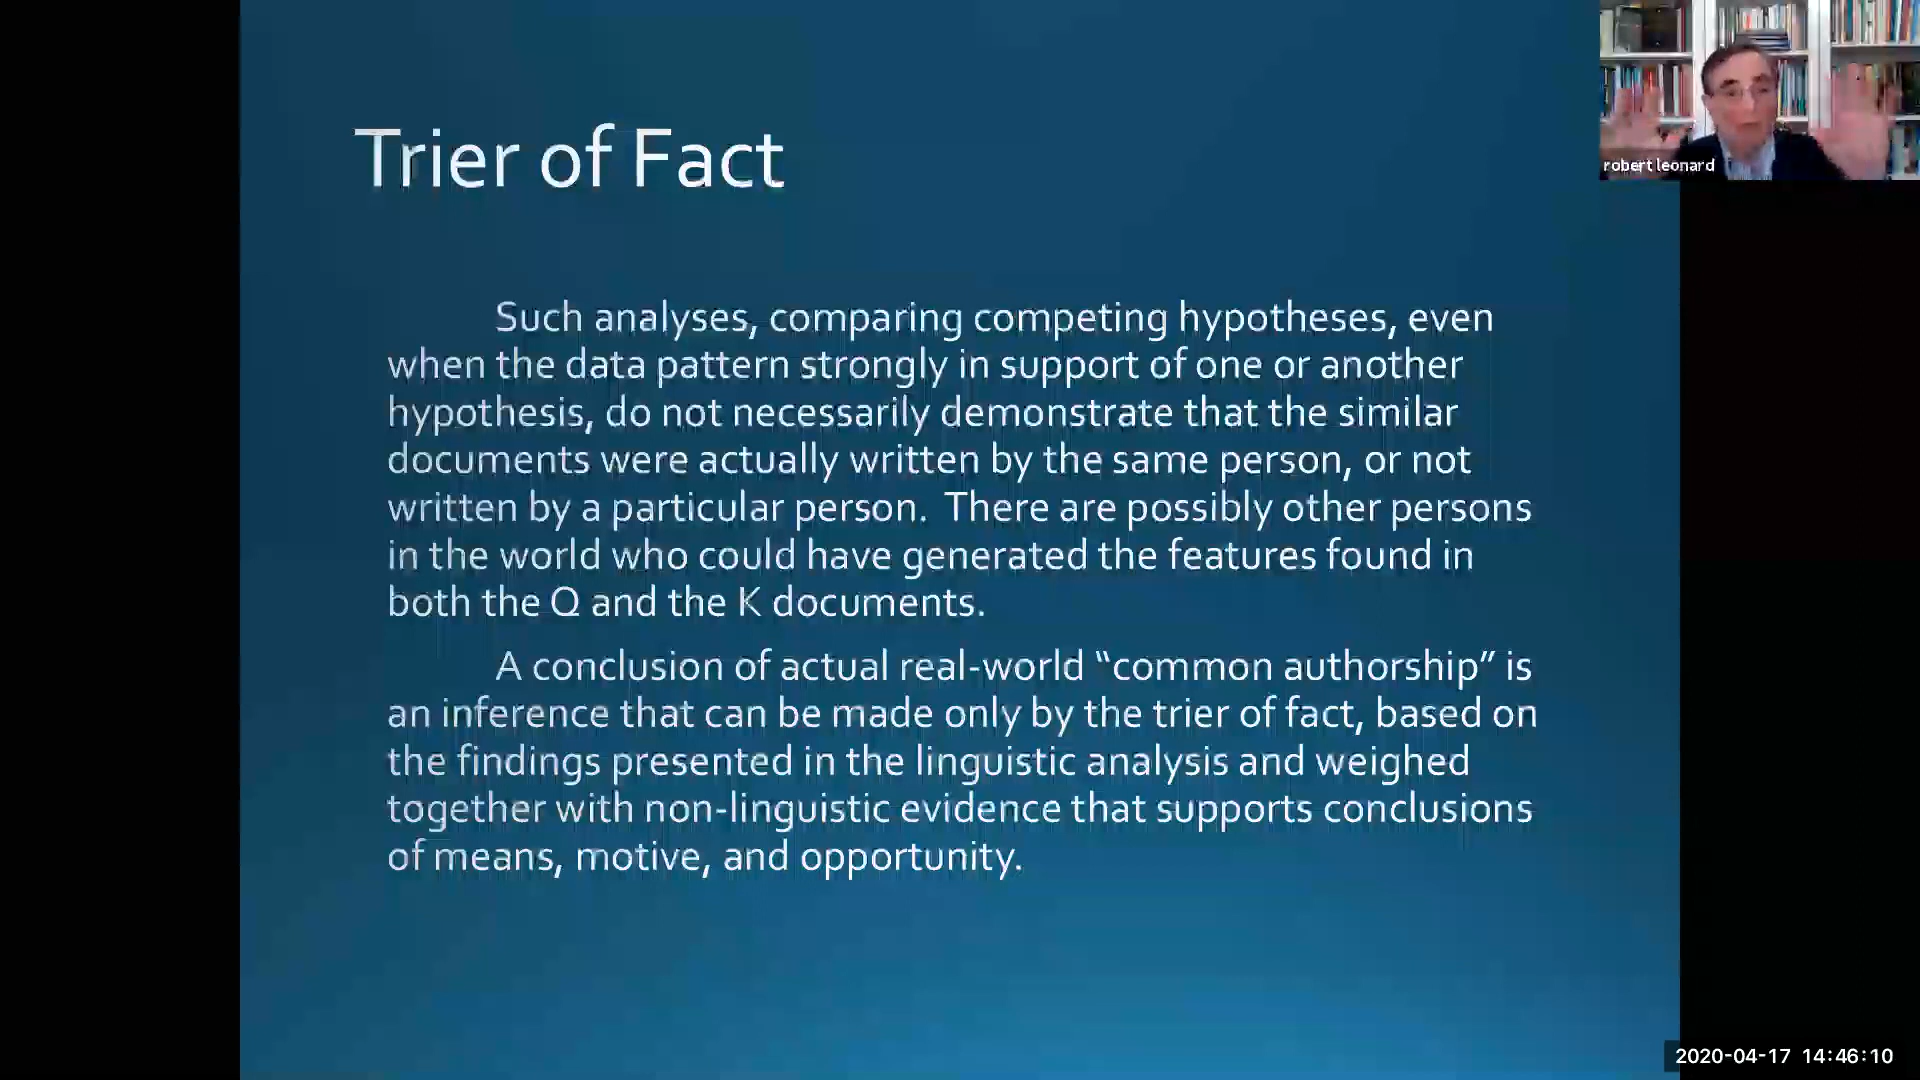 Trier of Fact
Such analyses, comparing competing hypotheses, even
when the data pattern strongly in support of one or another
hypothesis, do not necessarily demonstrate that the similar
documents were actually written by the same person, or not
written by a particular person.  There are possibly other persons
in the world who could have generated the features found in
both the Q and the K documents.
A conclusion of actual real-world “common authorship” is
an inference that can be made only by the trier of fact, based on
the findings presented in the linguistic analysis and weighed
together with non-linguistic evidence that supports conclusions
of means, motive, and opportunity.
robert leonard
2020-04-17 14:46:10